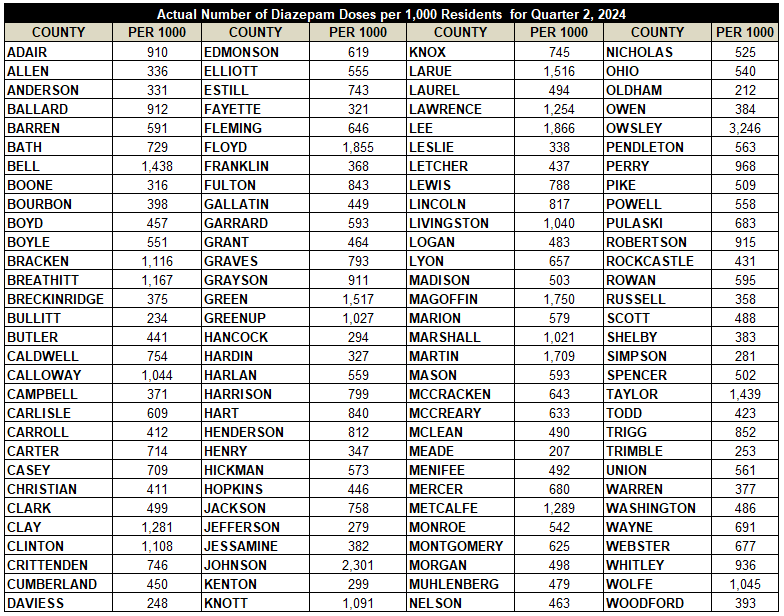 Actual Number of Diazepam Doses per 1,000 Residents for Quarter 2, 2024
COUNTY PER 1000 COUNTY PER 1000 COUNTY PER 1000 COUNTY PER 1000
ADAIR 910 EDMONSON 619 KNOX 745 NICHOLAS 525
ALLEN 336 ELLIOTT 555 LARUE 1,516 OHIO 540
ANDERSON 331 ESTILL 743 LAUREL 494 OLDHAM 212
BALLARD 912 FAYETTE 321 LAWRENCE 1,254 OWEN 384
BARREN 591 FLEMING 646 LEE 1,866 OWSLEY 3,246
BATH 729 FLOYD 1,855 LESLIE 338 PENDLETON 563
BELL 1,438 FRANKLIN 368 LETCHER 437 PERRY 968
BOONE 316 FULTON 843 LEWIS 788 PIKE 509
BOURBON 398 GALLATIN 449 LINCOLN 817 POWELL 558
BOYD 457 GARRARD 593 LIVINGSTON 1,040 PULASKI 683
BOYLE 551 GRANT 464 LOGAN 483 ROBERTSON 915
BRACKEN 1,116 GRAVES 793 LYON 657 ROCKCASTLE 431
BREATHITT 1,167 GRAYSON 911 MADISON 503 ROWAN 595
BRECKINRIDGE 375 GREEN 1,517 MAGOFFIN 1,750 RUSSELL 358
BULLITT 234 GREENUP 1,027 MARION 579 SCOTT 488
BUTLER 441 HANCOCK 294 MARSHALL 1,021 SHELBY 383
CALDWELL 754 HARDIN 327 MARTIN 1,709 SIMPSON 281
CALLOWAY 1,044 HARLAN 559 MASON 593 SPENCER 502
CAMPBELL 371 HARRISON 799 MCCRACKEN 643 TAYLOR 1,439
CARLISLE 609 HART 840 MCCREARY 633 TODD 423
CARROLL 412 HENDERSON 812 MCLEAN 490 TRIGG 852
CARTER 714 HENRY 347 MEADE 207 TRIMBLE 253
CASEY 709 HICKMAN 573 MENIFEE 492 UNION 561
CHRISTIAN 411 HOPKINS 446 MERCER 680 WARREN 377
CLARK 499 JACKSON 758 METCALFE 1,289 WASHINGTON 486
CLAY 1,281 JEFFERSON 279 MONROE 542 WAYNE 691
CLINTON 1,108 JESSAMINE 382 MONTGOMERY 625 WEBSTER 677
CRITTENDEN 746 JOHNSON 2,301 MORGAN 498 WHITLEY 936
CUMBERLAND 450 KENTON 299 MUHLENBERG 479 WOLFE 1,045
DAVIESS 248 KNOTT 1,091 NELSON 463 WOODFORD 393